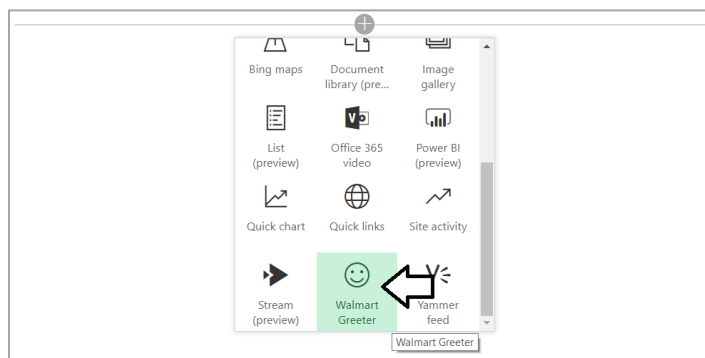 Bing maps
Document
library (pre...
Image
gallery
List
(preview)
Office 365
video
Power BI
(preview)
Quick chart
Quick links
Site activity
Stream
(preview)
Walmart
Greeter
Yammer
feed
Walmart Greeter